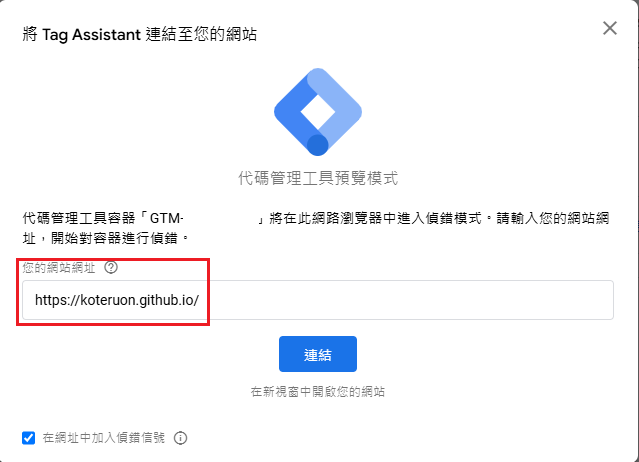 將 Tag Assistant 連結至您的網站
代碼管理工具預覽模式
代碼管理工具容器「GTM- 」將在此網路瀏覽器中進入偵錯模式。請輸入您的網站網
址，開始對容器進行偵錯。
您的網站網址
https://koteruon.github.io/
連結
在新視窗中開啟您的網站
在網址中加入偵錯信號